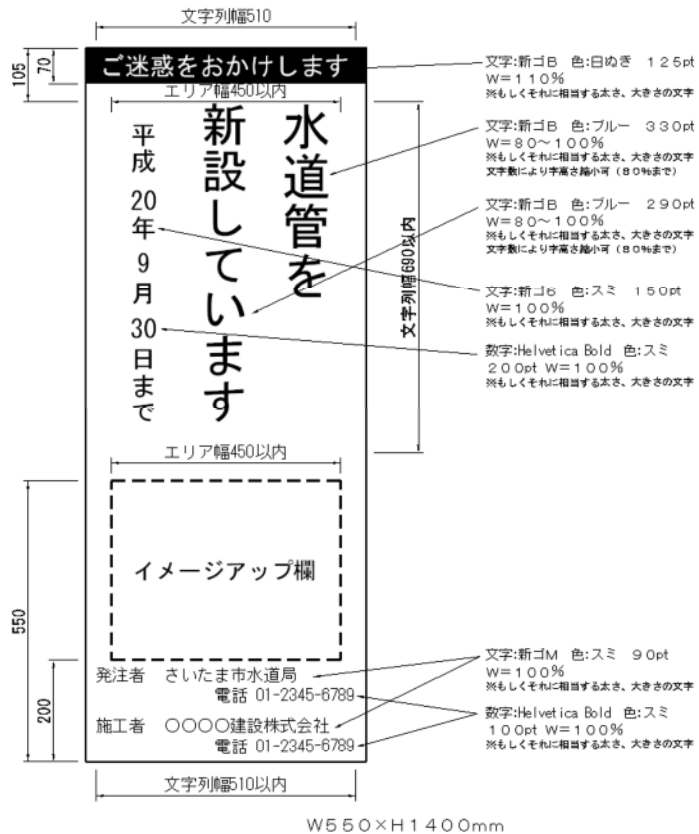 文字列幅510
105
70
ご迷惑をおかけします
エリア幅450以内
水道管を
新設しています
平成 20年 9月 30日まで
文字列幅690以内
エリア幅450以内
イメージアップ欄
550
200
発注者 さいたま市水道局
電話 01-2345-6789
施工者 〇〇〇〇建設株式会社
電話 01-2345-6789
文字列幅510以内
文字:新ゴB 色:白ぬき 125pt
W=110%
※もしくそれに相当する太さ、大きさの文字
文字:新ゴB 色:ブルー 330pt
W=80～100%
※もしくそれに相当する太さ、大きさの文字
文字数により字高さ縮小可（80%まで）
文字:新ゴB 色:ブルー 290pt
W=80～100%
※もしくそれに相当する太さ、大きさの文字
文字数により字高さ縮小可（80%まで）
文字:新ゴ6 色:スミ 150pt
W=100%
※もしくそれに相当する太さ、大きさの文字
数字:Helvetica Bold 色:スミ
200pt W=100%
※もしくそれに相当する太さ、大きさの文字
文字:新ゴM 色:スミ 90pt
W=100%
※もしくそれに相当する太さ、大きさの文字
数字:Helvetica Bold 色:スミ
100pt W=100%
※もしくそれに相当する太さ、大きさの文字
W550×H1400mm